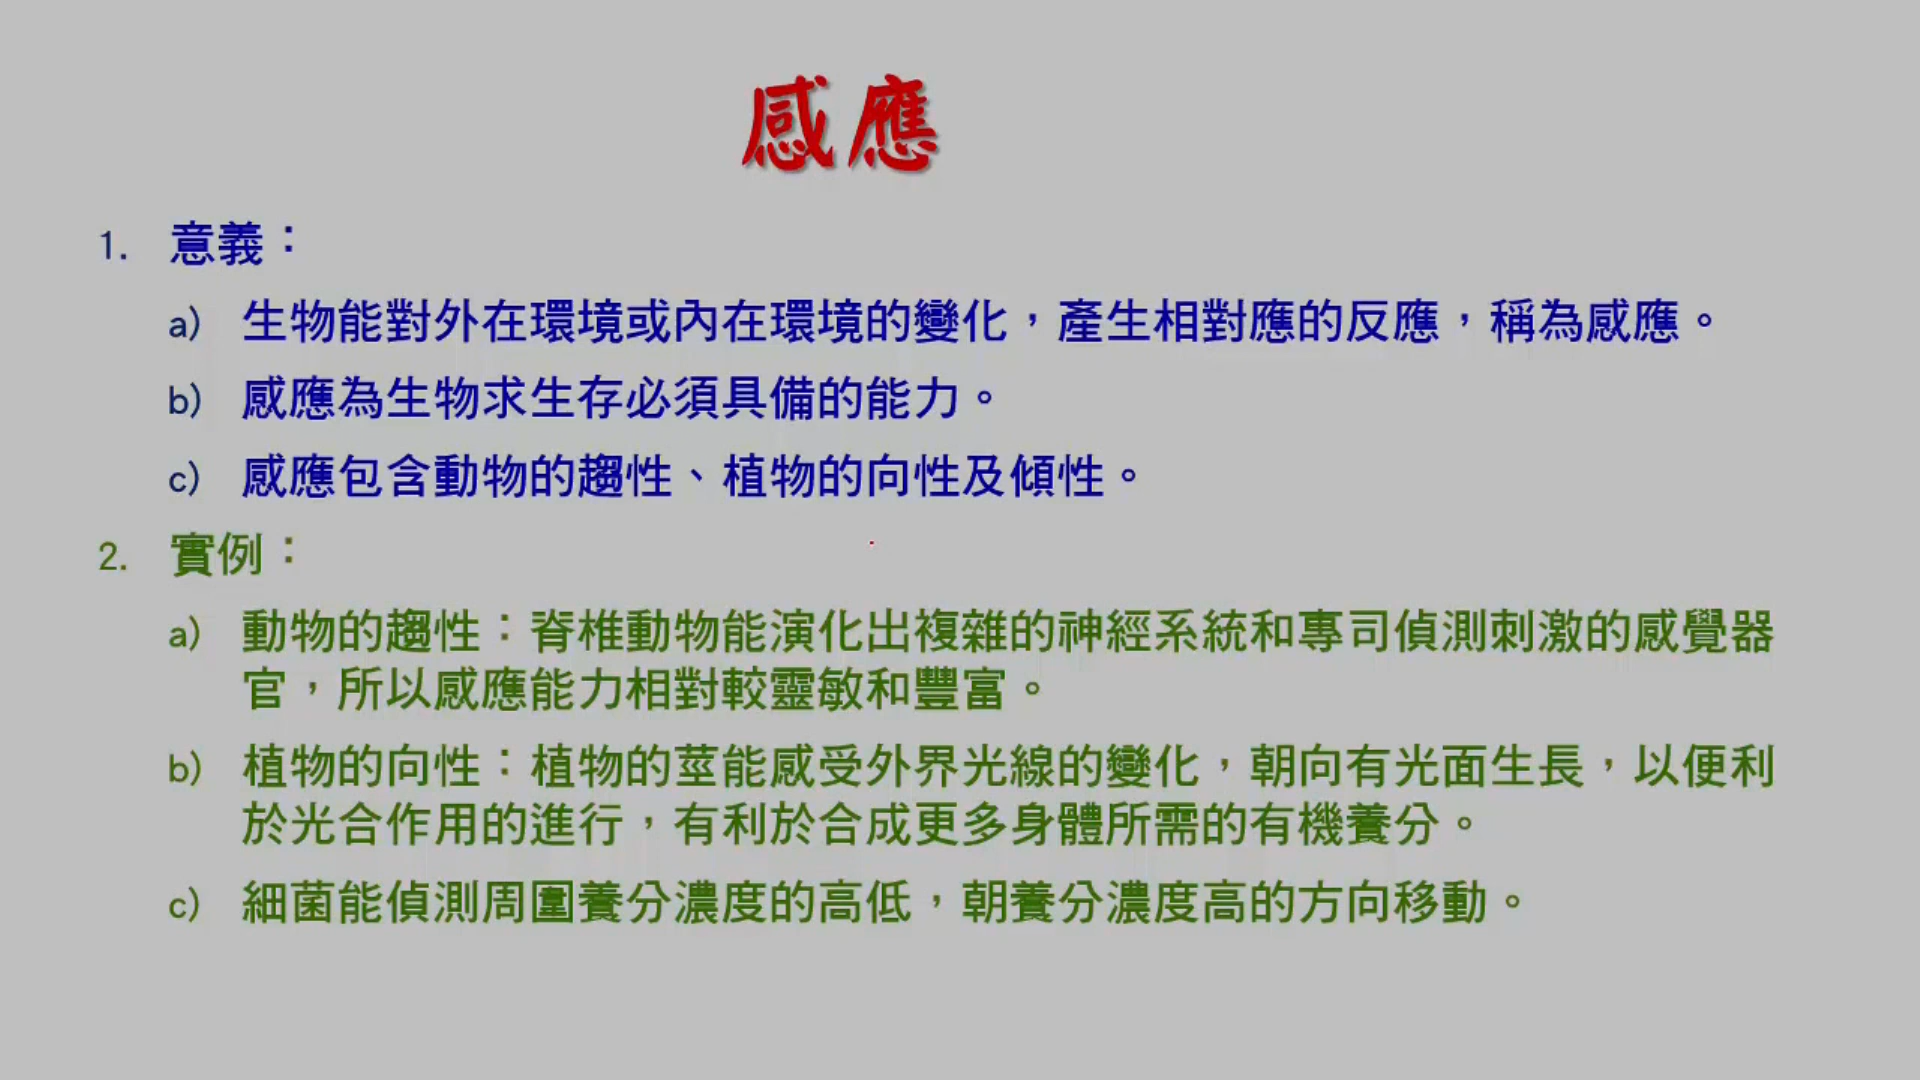 感應
1. 意義：
a) 生物能對外在環境或內在環境的變化，產生相對應的反應，稱為感應。
b) 感應為生物求生存必須具備的能力。
c) 感應包含動物的趨性、植物的向性及傾性。
2. 實例：
a) 動物的趨性：脊椎動物能演化出複雜的神經系統和專司偵測刺激的感覺器
官，所以感應能力相對較靈敏和豐富。
b) 植物的向性：植物的莖能感受外界光線的變化，朝向有光面生長，以便利
於光合作用的進行，有利於合成更多身體所需的有機養分。
c) 細菌能偵測周圍養分濃度的高低，朝養分濃度高的方向移動。